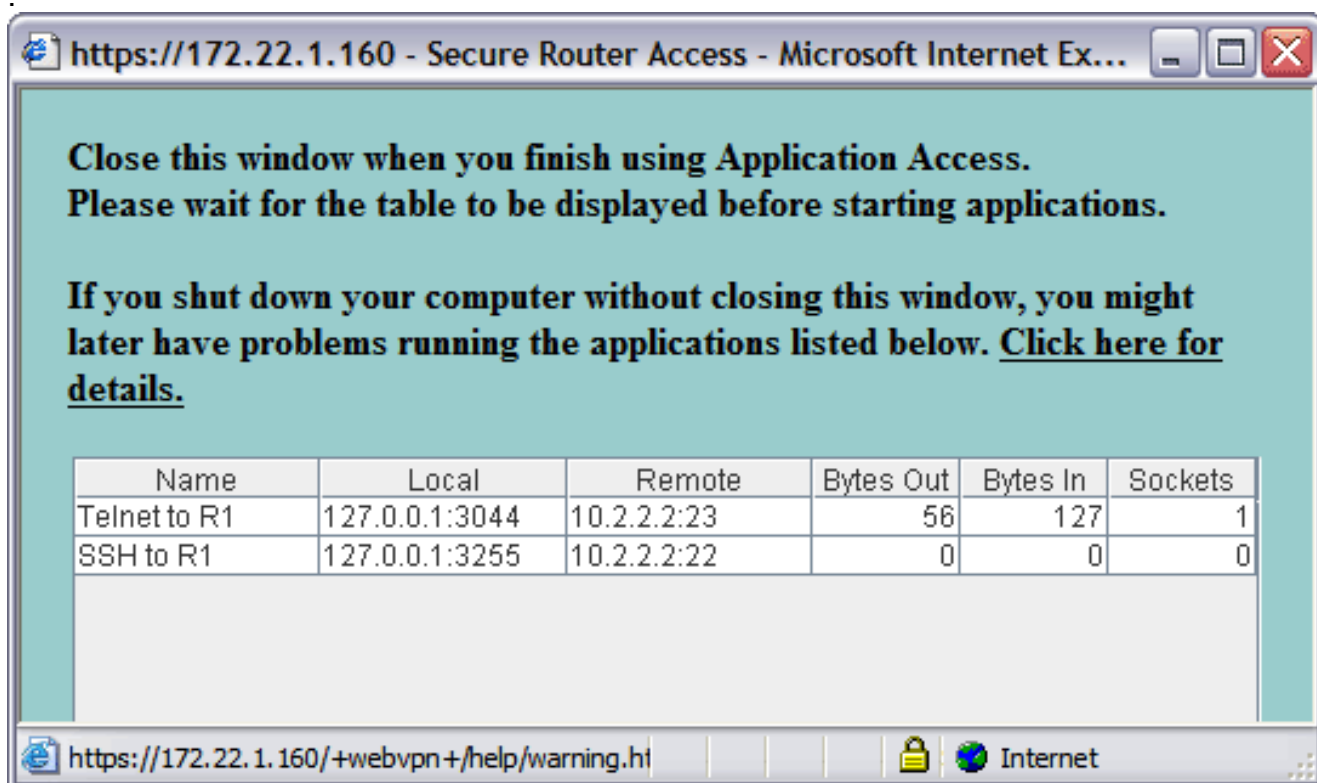 .
https://172.22.1.160 - Secure Router Access - Microsoft Internet Ex...
Close this window when you finish using Application Access.
Please wait for the table to be displayed before starting applications.
If you shut down your computer without closing this window, you might
later have problems running the applications listed below. Click here for
details.
Name Local Remote Bytes Out Bytes In Sockets
Telnet to R1 127.0.0.1:3044 10.2.2.2:23 56 127 1
SSH to R1 127.0.0.1:3255 10.2.2.2:22 0 0 0
https://172.22.1.160/+webvpn+/help/warning.ht Internet